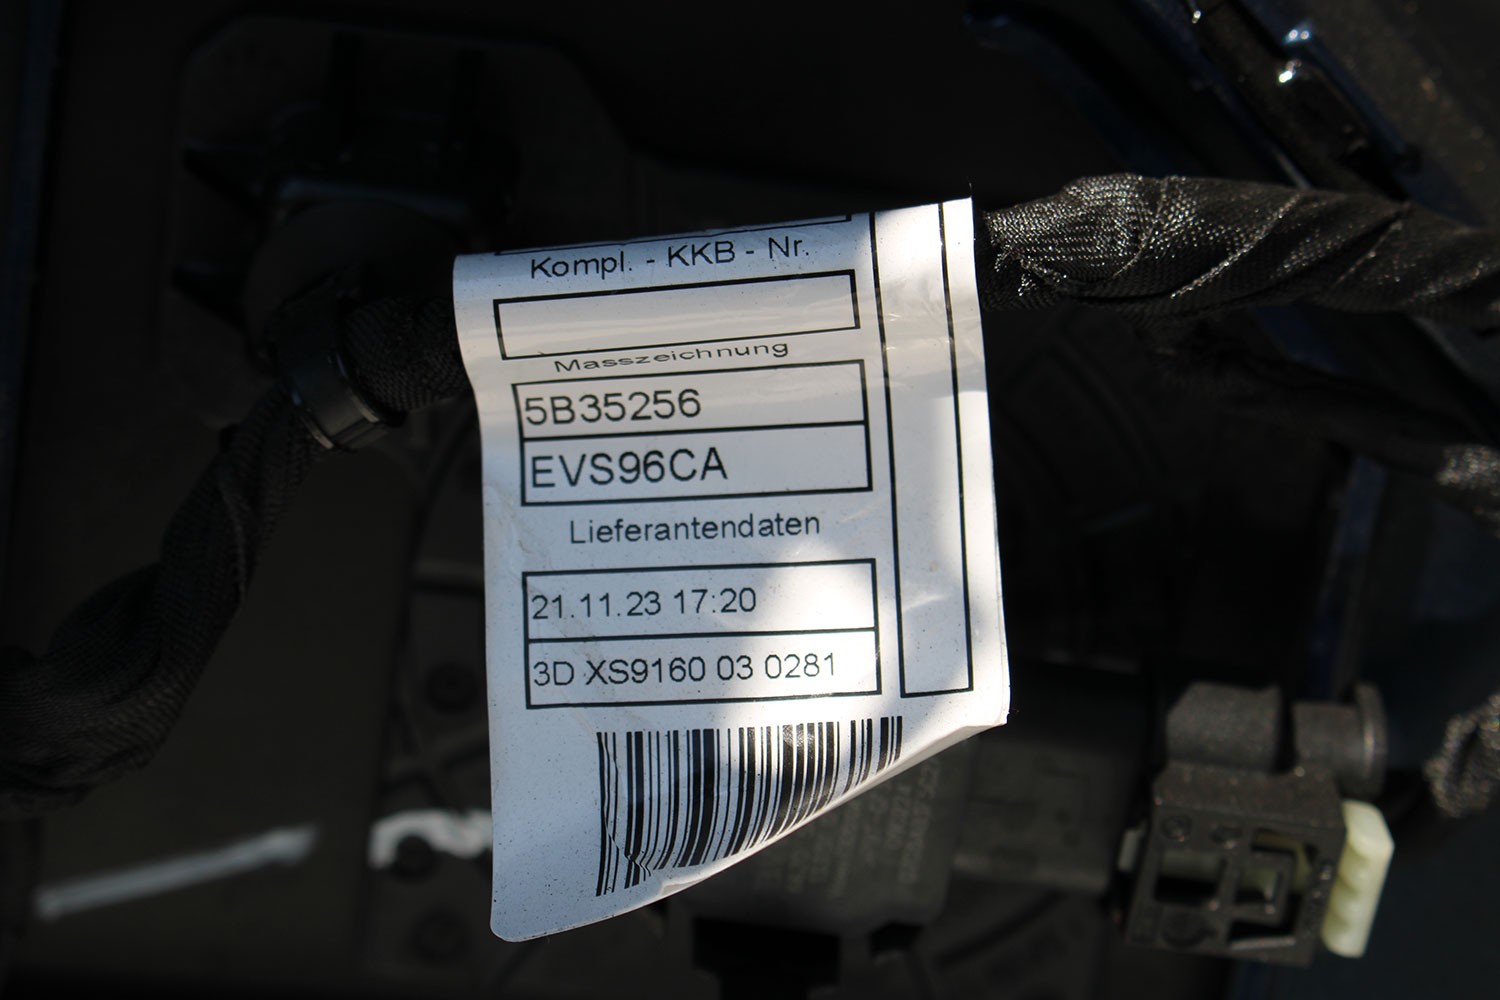 Kompl. - KKB - Nr.
Masszeichnung
5B35256
EVS96CA
Lieferantendaten
21.11.23 17:20
3D XS9160 03 0281